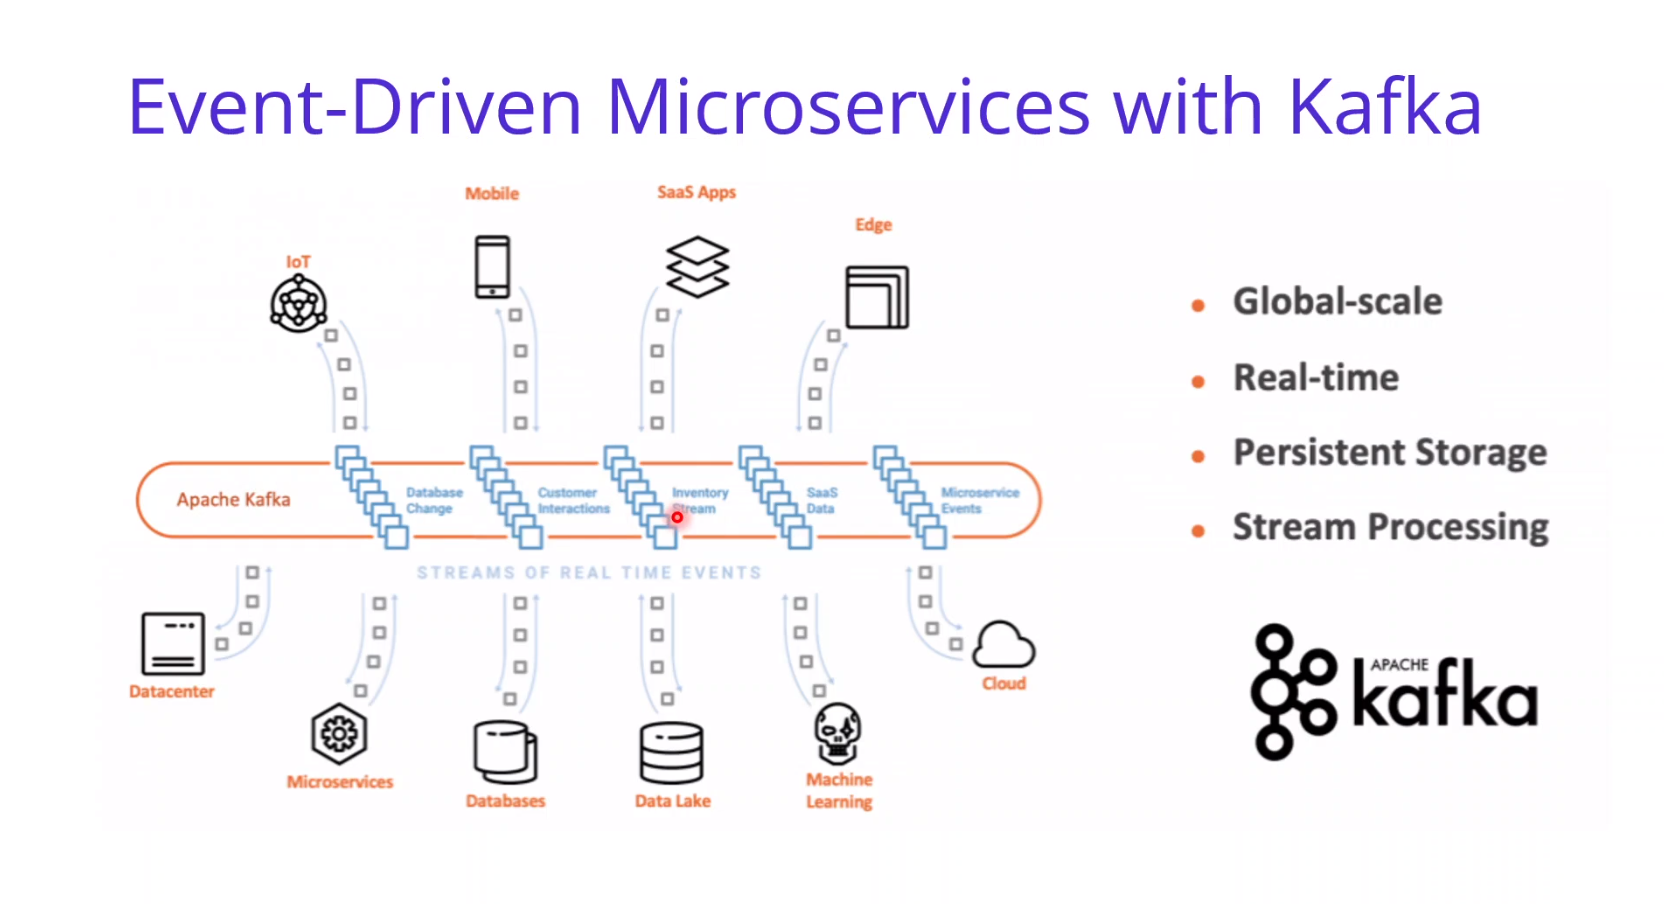 Event-Driven Microservices with Kafka
Mobile
SaaS Apps
Edge
IoT
Apache Kafka
Database
Change
Customer
Interactions
Inventory
Stream
SaaS
Data
Microservice
Events
STREAMS OF REAL TIME EVENTS
Datacenter
Microservices
Databases
Data Lake
Machine
Learning
Cloud
Global-scale
Real-time
Persistent Storage
Stream Processing
APACHE
kafka